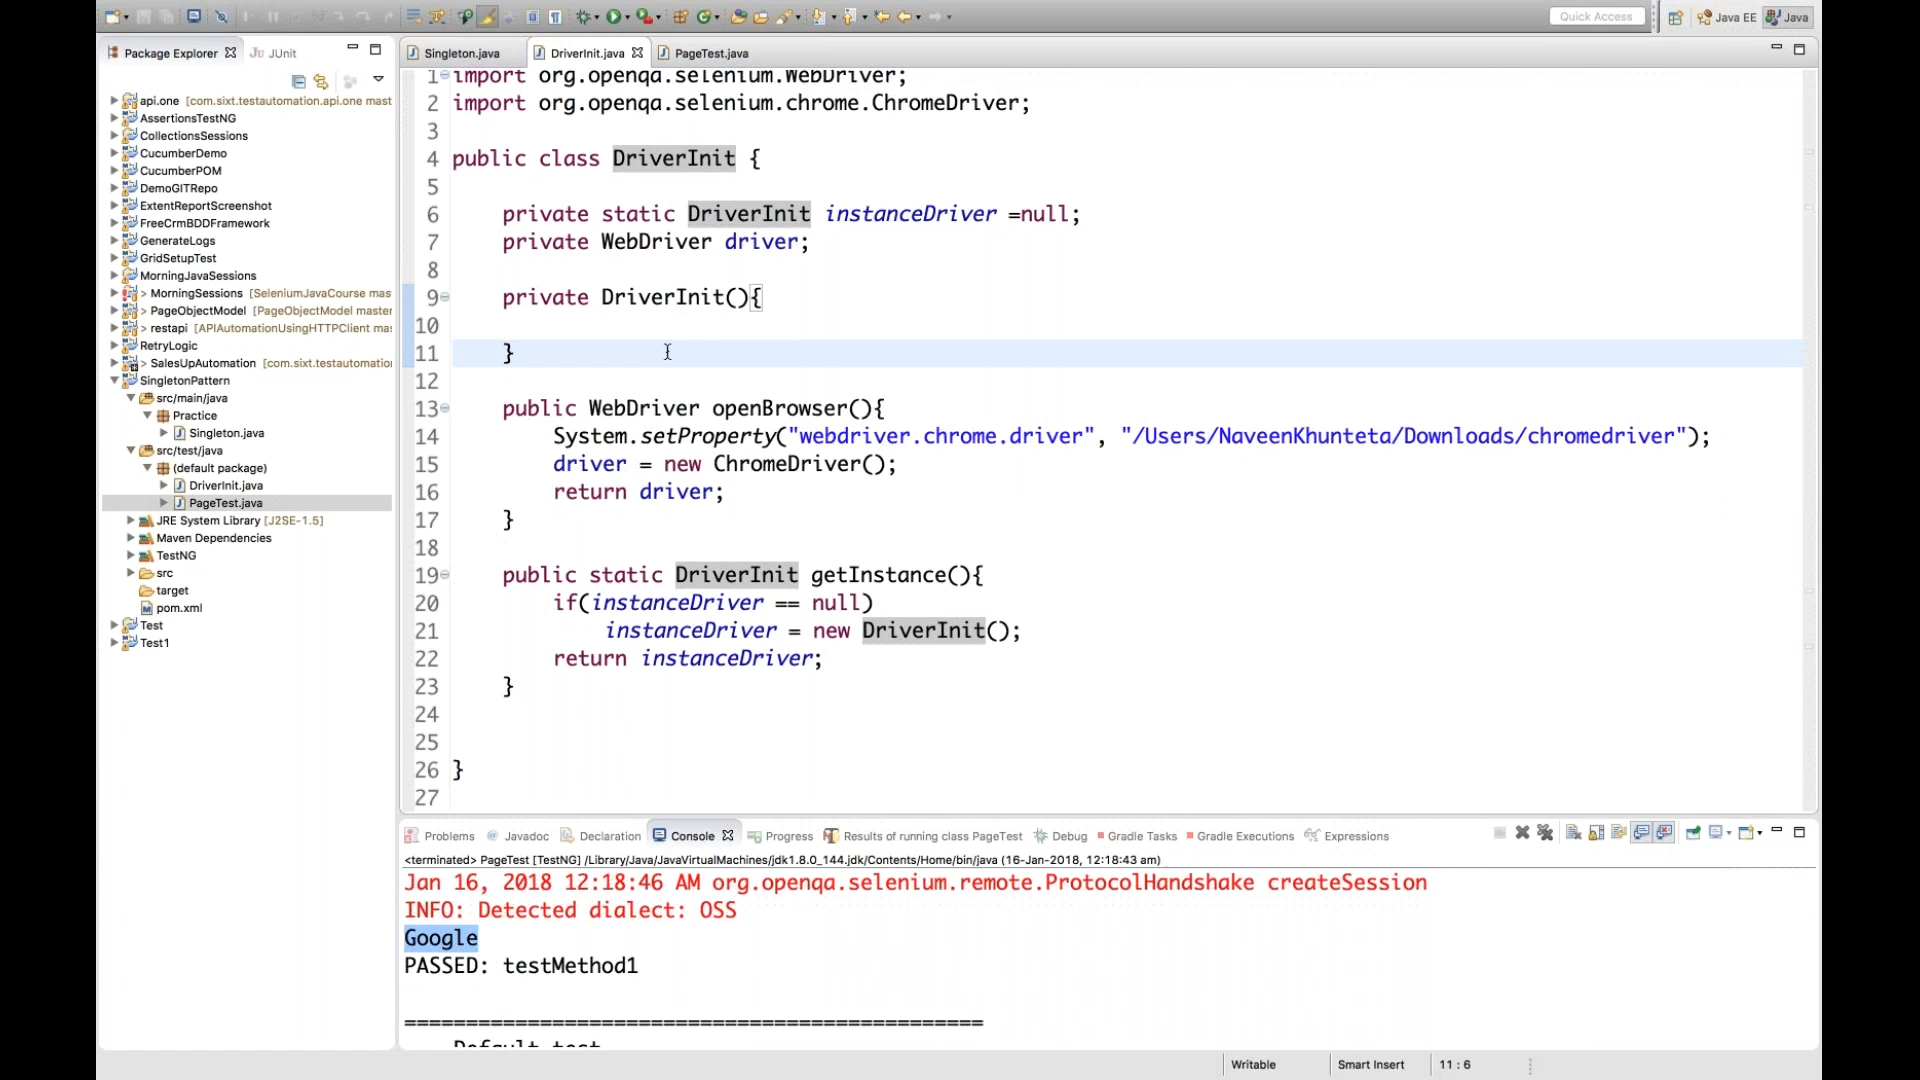 Quick Access
Java EE
Java
Package Explorer
JUnit
Singleton.java
DriverInit.java
PageTest.java
api.one [com.sixt.testautomation.api.one mast
AssertionsTestNG
CollectionsSessions
CucumberDemo
CucumberPOM
DemoGITRepo
ExtentReportScreenshot
FreeCrmBDDFramework
GenerateLogs
GridSetupTest
MorningJavaSessions
> MorningSessions [SeleniumJavaCourse mas
> PageObjectModel [PageObjectModel master
> restapi [APIAutomationUsingHTTPClient mas
RetryLogic
> SalesUpAutomation [com.sixt.testautomation
SingletonPattern
src/main/java
Practice
Singleton.java
src/test/java
(default package)
DriverInit.java
PageTest.java
JRE System Library [J2SE-1.5]
Maven Dependencies
TestNG
src
target
pom.xml
Test
Test1
1 import org.openqa.selenium.WebDriver;
2 import org.openqa.selenium.chrome.ChromeDriver;
3
4 public class DriverInit {
5
6 private static DriverInit instanceDriver =null;
7 private WebDriver driver;
8
9 private DriverInit(){
10
11 }
12
13 public WebDriver openBrowser(){
14 System.setProperty("webdriver.chrome.driver", "/Users/NaveenKhunteta/Downloads/chromedriver");
15 driver = new ChromeDriver();
16 return driver;
17 }
18
19 public static DriverInit getInstance(){
20 if(instanceDriver == null)
21 instanceDriver = new DriverInit();
22 return instanceDriver;
23 }
24
25
26 }
27
Problems
Javadoc
Declaration
Console
Progress
Results of running class PageTest
Debug
Gradle Tasks
Gradle Executions
Expressions
<terminated> PageTest [TestNG] /Library/Java/JavaVirtualMachines/jdk1.8.0_144.jdk/Contents/Home/bin/java (16-Jan-2018, 12:18:43 am)
Jan 16, 2018 12:18:46 AM org.openqa.selenium.remote.ProtocolHandshake createSession
INFO: Detected dialect: OSS
Google
PASSED: testMethod1
===============================================
Default test
Writable
Smart Insert
11 : 6